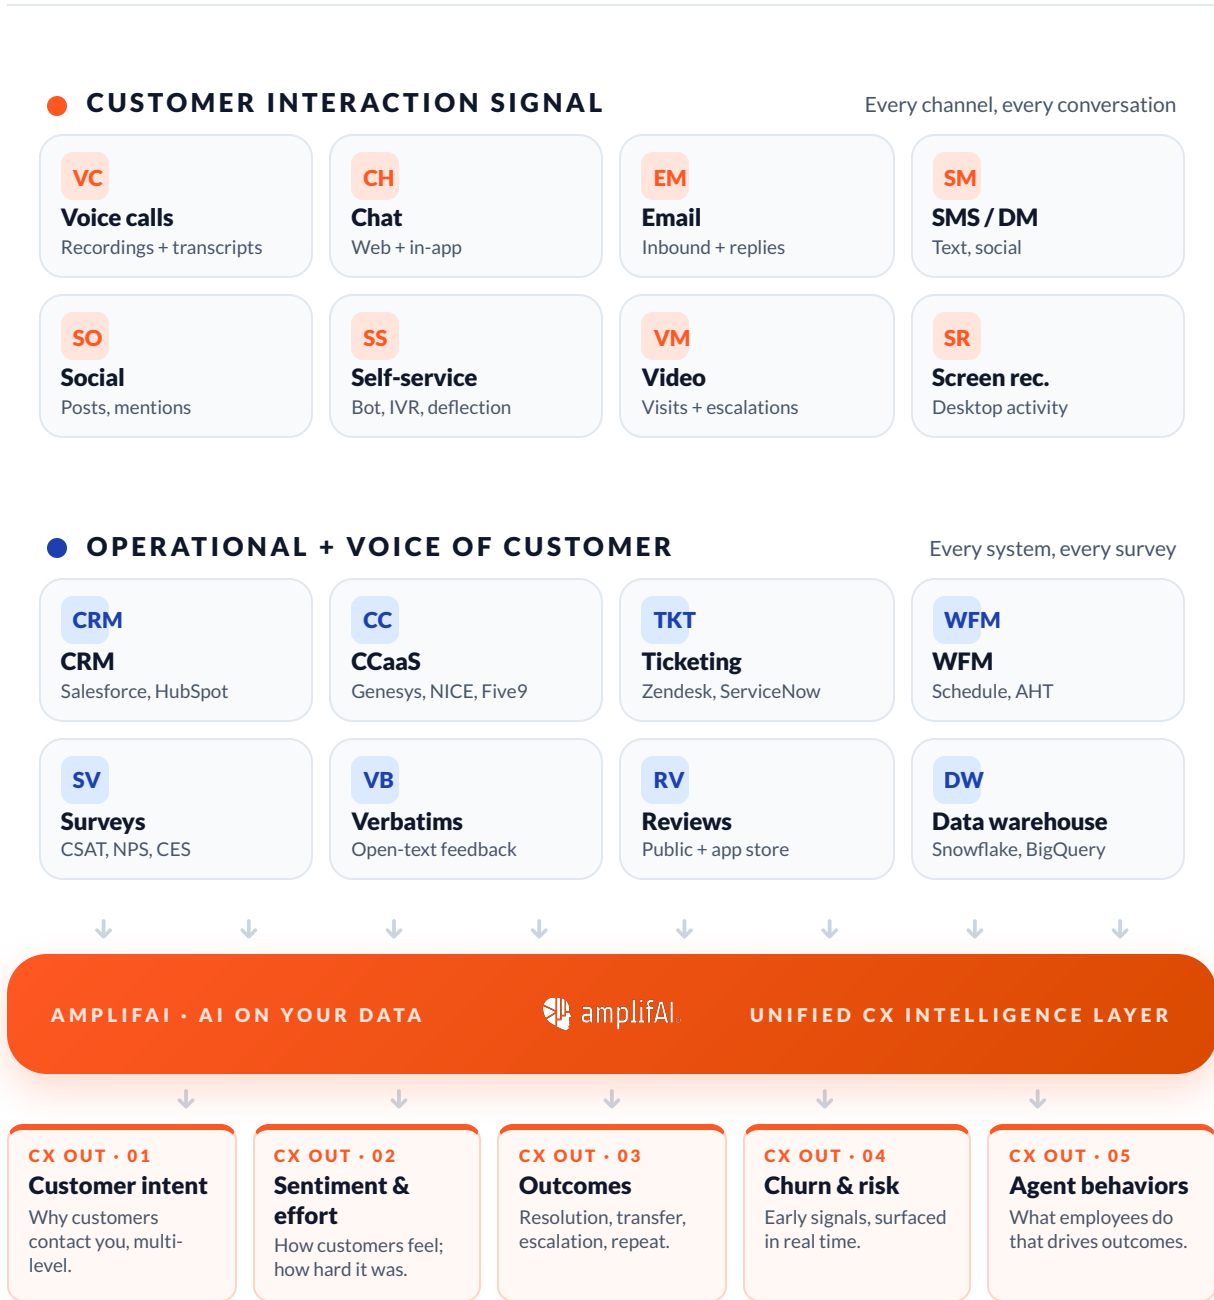 CUSTOMER INTERACTION SIGNAL
Every channel, every conversation
VC
Voice calls
Recordings + transcripts
CH
Chat
Web + in-app
EM
Email
Inbound + replies
SM
SMS / DM
Text, social
SO
Social
Posts, mentions
SS
Self-service
Bot, IVR, deflection
VM
Video
Visits + escalations
SR
Screen rec.
Desktop activity
OPERATIONAL + VOICE OF CUSTOMER
Every system, every survey
CRM
CRM
Salesforce, HubSpot
CC
CCaaS
Genesys, NICE, Five9
TKT
Ticketing
Zendesk, ServiceNow
WFM
WFM
Schedule, AHT
SV
Surveys
CSAT, NPS, CES
VB
Verbatims
Open-text feedback
RV
Reviews
Public + app store
DW
Data warehouse
Snowflake, BigQuery
AMPLIFAI · AI ON YOUR DATA
amplifAI
UNIFIED CX INTELLIGENCE LAYER
CX OUT · 01
Customer intent
Why customers
contact you, multi-
level.
CX OUT · 02
Sentiment &
effort
How customers feel;
how hard it was.
CX OUT · 03
Outcomes
Resolution, transfer,
escalation, repeat.
CX OUT · 04
Churn & risk
Early signals, surfaced
in real time.
CX OUT · 05
Agent behaviors
What employees do
that drives outcomes.